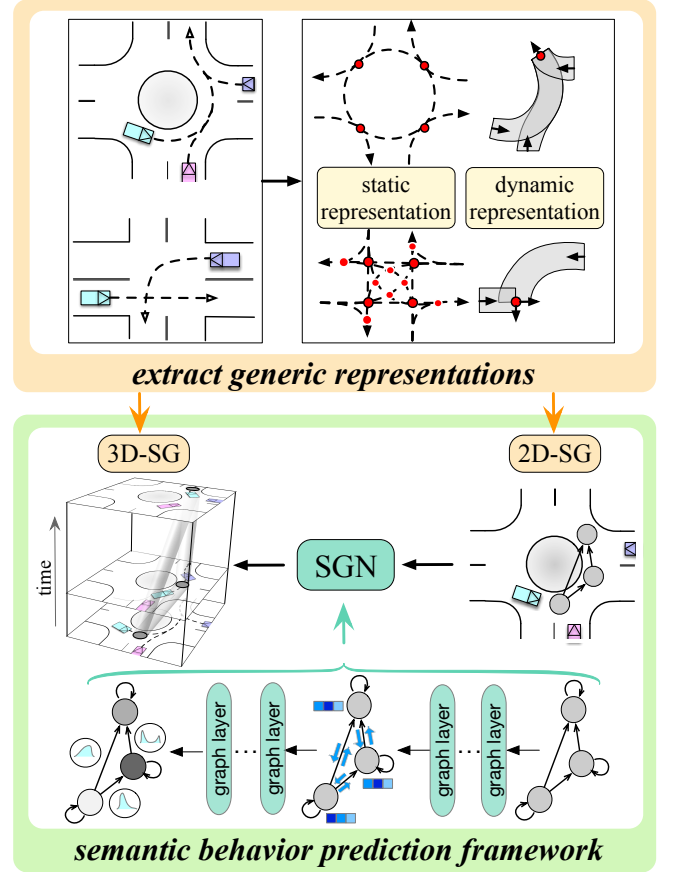 static
representation
dynamic
representation
extract generic representations
3D-SG
2D-SG
time
SGN
graph layer
...
graph layer
graph layer
...
graph layer
semantic behavior prediction framework